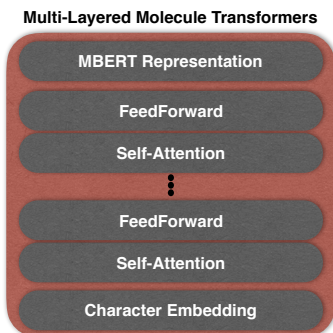 Multi-Layered Molecule Transformers
MBERT Representation
FeedForward
Self-Attention
FeedForward
Self-Attention
Character Embedding